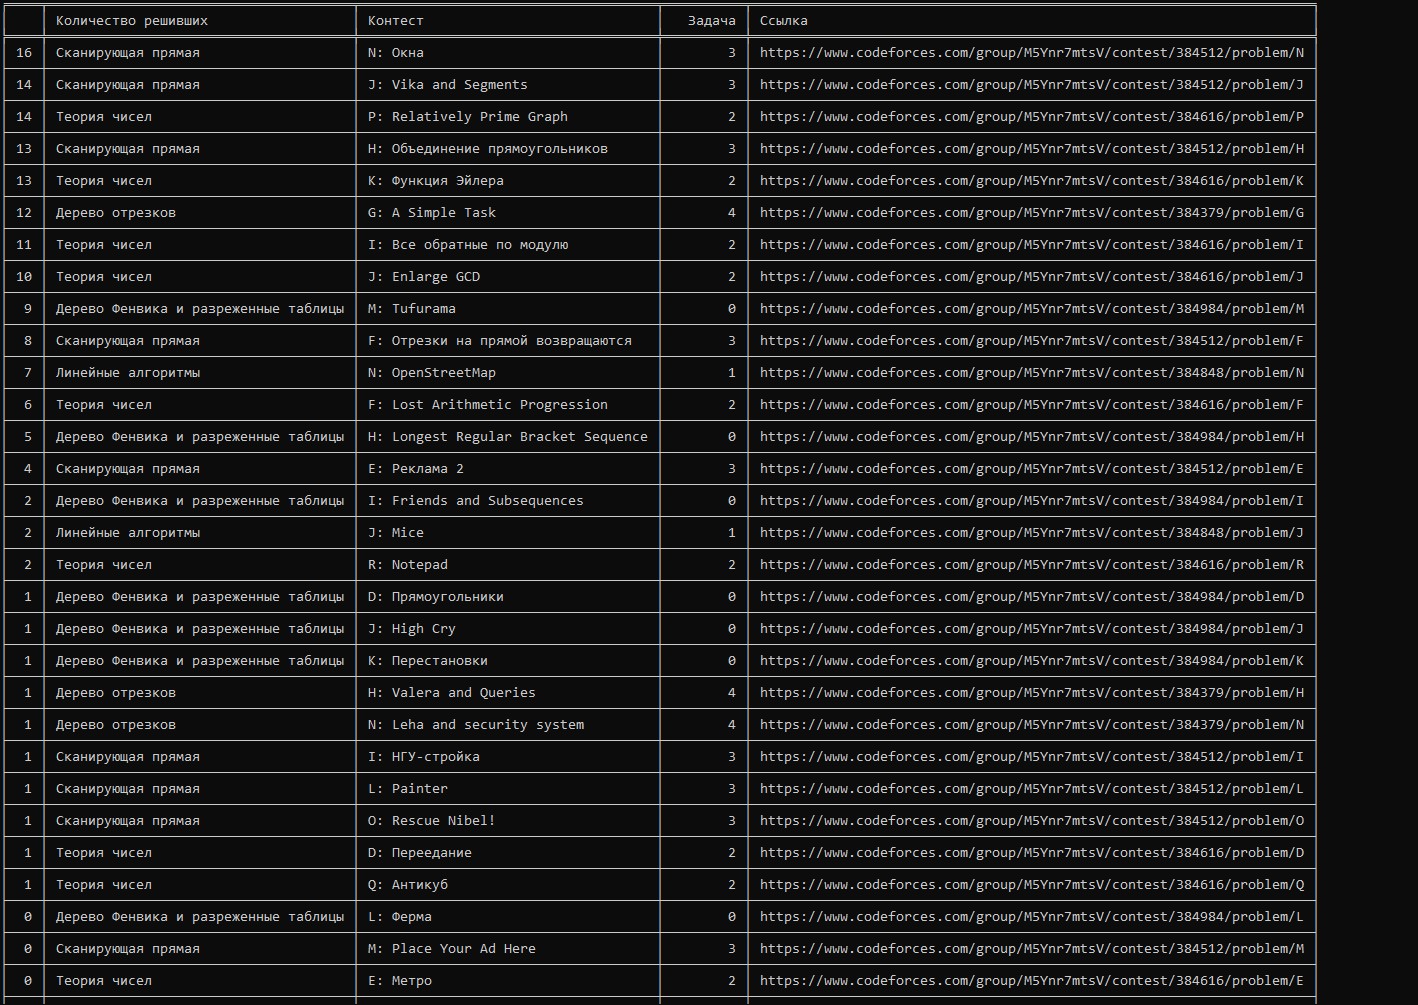 Количество решивших Контест Задача Ссылка
16 Сканирующая прямая N: Окна 3 https://www.codeforces.com/group/M5Ynr7mtsV/contest/384512/problem/N
14 Сканирующая прямая J: Vika and Segments 3 https://www.codeforces.com/group/M5Ynr7mtsV/contest/384512/problem/J
14 Теория чисел P: Relatively Prime Graph 2 https://www.codeforces.com/group/M5Ynr7mtsV/contest/384616/problem/P
13 Сканирующая прямая H: Объединение прямоугольников 3 https://www.codeforces.com/group/M5Ynr7mtsV/contest/384512/problem/H
13 Теория чисел K: Функция Эйлера 2 https://www.codeforces.com/group/M5Ynr7mtsV/contest/384616/problem/K
12 Дерево отрезков G: A Simple Task 4 https://www.codeforces.com/group/M5Ynr7mtsV/contest/384379/problem/G
11 Теория чисел I: Все обратные по модулю 2 https://www.codeforces.com/group/M5Ynr7mtsV/contest/384616/problem/I
10 Теория чисел J: Enlarge GCD 2 https://www.codeforces.com/group/M5Ynr7mtsV/contest/384616/problem/J
9 Дерево Фенвика и разреженные таблицы M: Tufurama 0 https://www.codeforces.com/group/M5Ynr7mtsV/contest/384984/problem/M
8 Сканирующая прямая F: Отрезки на прямой возвращаются 3 https://www.codeforces.com/group/M5Ynr7mtsV/contest/384512/problem/F
7 Линейные алгоритмы N: OpenStreetMap 1 https://www.codeforces.com/group/M5Ynr7mtsV/contest/384848/problem/N
6 Теория чисел F: Lost Arithmetic Progression 2 https://www.codeforces.com/group/M5Ynr7mtsV/contest/384616/problem/F
5 Дерево Фенвика и разреженные таблицы H: Longest Regular Bracket Sequence 0 https://www.codeforces.com/group/M5Ynr7mtsV/contest/384984/problem/H
4 Сканирующая прямая E: Реклама 2 3 https://www.codeforces.com/group/M5Ynr7mtsV/contest/384512/problem/E
2 Дерево Фенвика и разреженные таблицы I: Friends and Subsequences 0 https://www.codeforces.com/group/M5Ynr7mtsV/contest/384984/problem/I
2 Линейные алгоритмы J: Mice 1 https://www.codeforces.com/group/M5Ynr7mtsV/contest/384848/problem/J
2 Теория чисел R: Notepad 2 https://www.codeforces.com/group/M5Ynr7mtsV/contest/384616/problem/R
1 Дерево Фенвика и разреженные таблицы D: Прямоугольники 0 https://www.codeforces.com/group/M5Ynr7mtsV/contest/384984/problem/D
1 Дерево Фенвика и разреженные таблицы J: High Cry 0 https://www.codeforces.com/group/M5Ynr7mtsV/contest/384984/problem/J
1 Дерево Фенвика и разреженные таблицы K: Перестановки 0 https://www.codeforces.com/group/M5Ynr7mtsV/contest/384984/problem/K
1 Дерево отрезков H: Valera and Queries 4 https://www.codeforces.com/group/M5Ynr7mtsV/contest/384379/problem/H
1 Дерево отрезков N: Leha and security system 4 https://www.codeforces.com/group/M5Ynr7mtsV/contest/384379/problem/N
1 Сканирующая прямая I: НГУ-стройка 3 https://www.codeforces.com/group/M5Ynr7mtsV/contest/384512/problem/I
1 Сканирующая прямая L: Painter 3 https://www.codeforces.com/group/M5Ynr7mtsV/contest/384512/problem/L
1 Сканирующая прямая O: Rescue Nibel! 3 https://www.codeforces.com/group/M5Ynr7mtsV/contest/384512/problem/O
1 Теория чисел D: Переедание 2 https://www.codeforces.com/group/M5Ynr7mtsV/contest/384616/problem/D
1 Теория чисел Q: Антикуб 2 https://www.codeforces.com/group/M5Ynr7mtsV/contest/384616/problem/Q
0 Дерево Фенвика и разреженные таблицы L: Ферма 0 https://www.codeforces.com/group/M5Ynr7mtsV/contest/384984/problem/L
0 Сканирующая прямая M: Place Your Ad Here 3 https://www.codeforces.com/group/M5Ynr7mtsV/contest/384512/problem/M
0 Теория чисел E: Метро 2 https://www.codeforces.com/group/M5Ynr7mtsV/contest/384616/problem/E